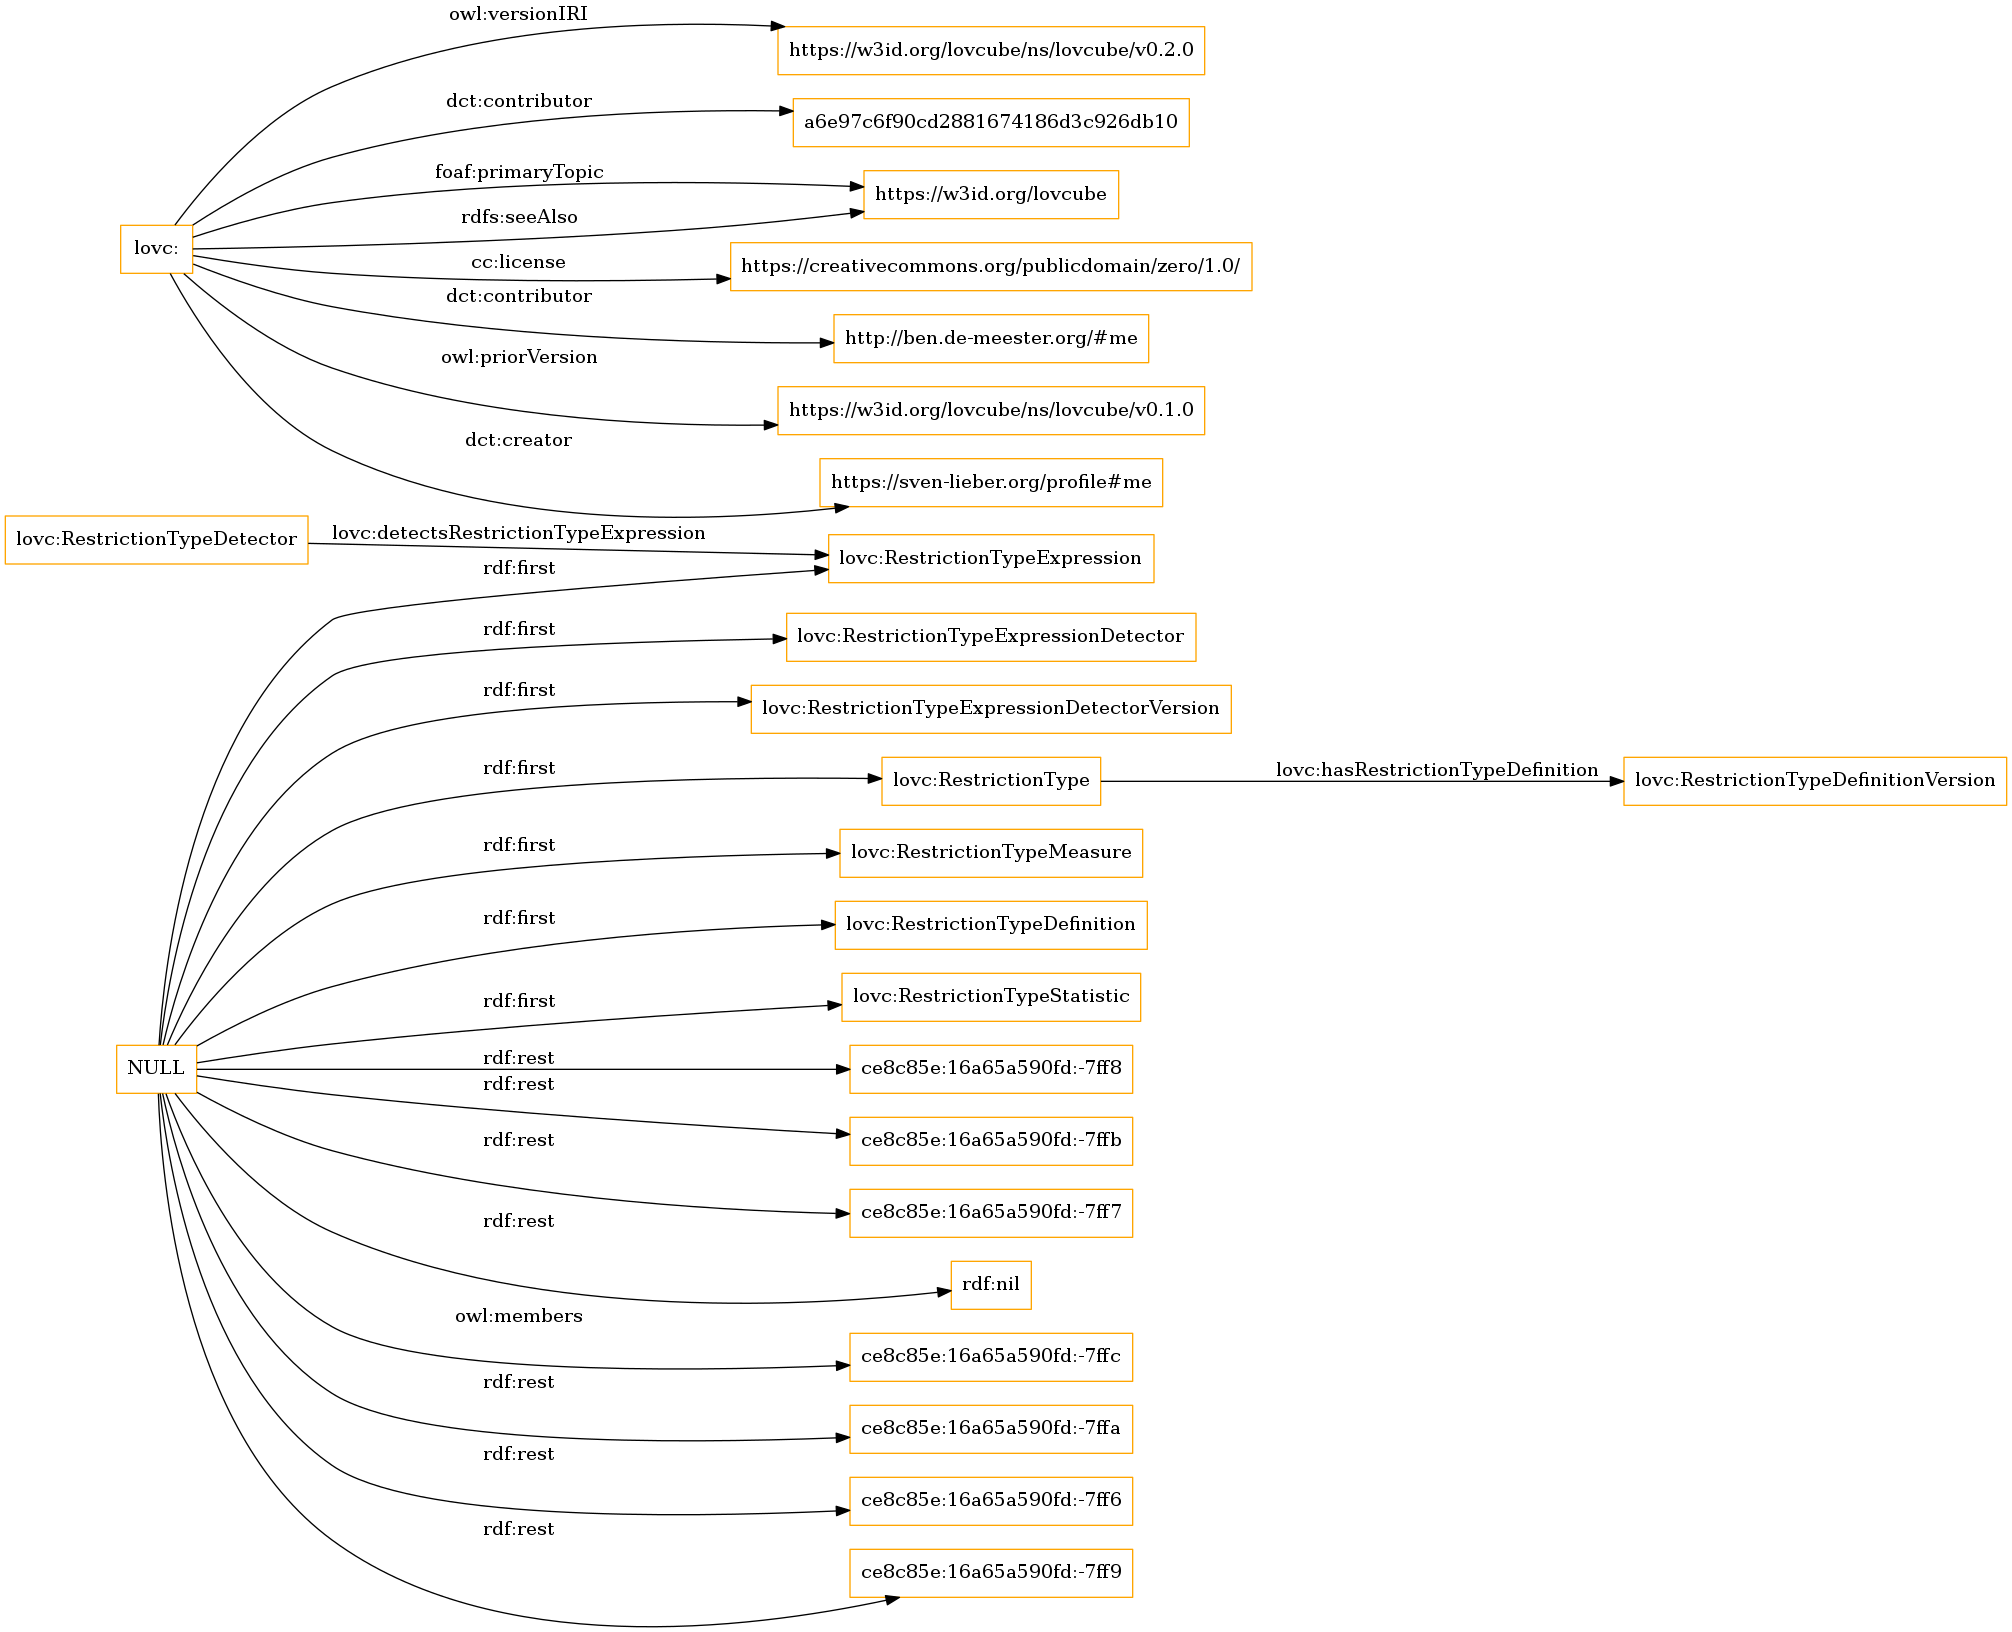 owl:versionIRI
https://w3id.org/lovcube/ns/lovcube/v0.2.0
dct:contributor
a6e97c6f90cd2881674186d3c926db10
foaf:primaryTopic
https://w3id.org/lovcube
rdfs:seeAlso
lovc:
cc:license
https://creativecommons.org/publicdomain/zero/1.0/
dct:contributor
http://ben.de-meester.org/#me
owl:priorVersion
https://w3id.org/lovcube/ns/lovcube/v0.1.0
dct:creator
https://sven-lieber.org/profile#me
lovc:RestrictionTypeDetector
lovc:detectsRestrictionTypeExpression
lovc:RestrictionTypeExpression
rdf:first
rdf:first
lovc:RestrictionTypeExpressionDetector
rdf:first
lovc:RestrictionTypeExpressionDetectorVersion
rdf:first
lovc:RestrictionType
lovc:hasRestrictionTypeDefinition
lovc:RestrictionTypeDefinitionVersion
rdf:first
lovc:RestrictionTypeMeasure
rdf:first
lovc:RestrictionTypeDefinition
rdf:first
lovc:RestrictionTypeStatistic
NULL
rdf:rest
ce8c85e:16a65a590fd:-7ff8
rdf:rest
ce8c85e:16a65a590fd:-7ffb
rdf:rest
ce8c85e:16a65a590fd:-7ff7
rdf:rest
rdf:nil
owl:members
ce8c85e:16a65a590fd:-7ffc
rdf:rest
ce8c85e:16a65a590fd:-7ffa
rdf:rest
ce8c85e:16a65a590fd:-7ff6
rdf:rest
ce8c85e:16a65a590fd:-7ff9